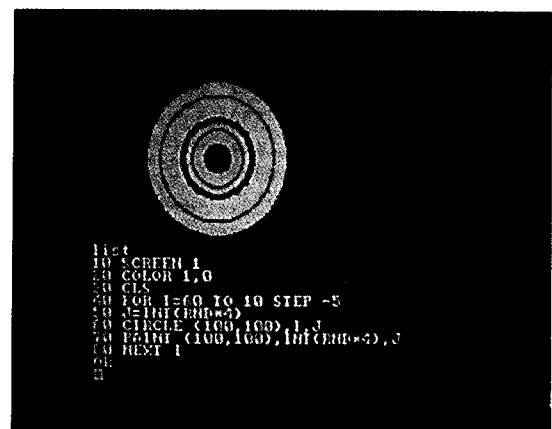 list
10 SCREEN 1
20 COLOR 1,0
30 CLS
40 FOR I=60 TO 10 STEP -5
50 J=INT(RND*4)
60 CIRCLE (100,100),I,J
70 PAINT (100,100),INT(RND*4),J
80 NEXT I
Ok